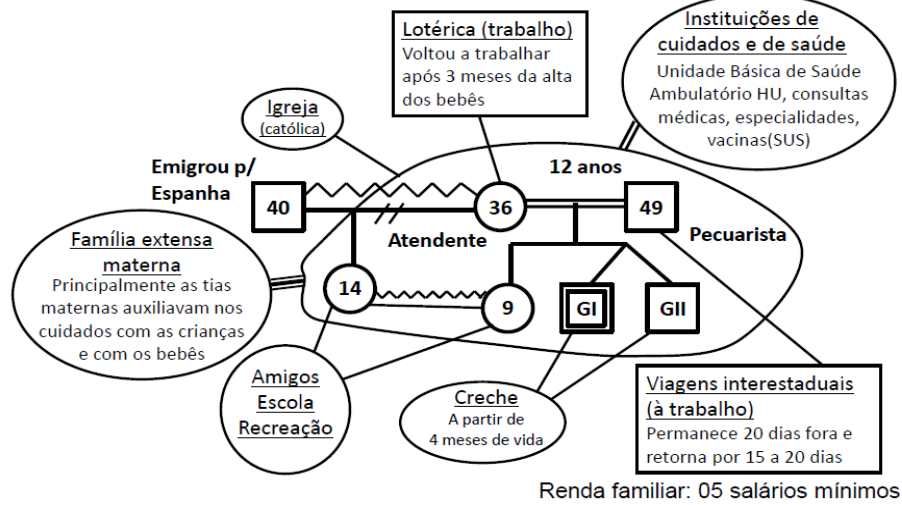 Instituições de
cuidados e de saúde
Unidade Básica de Saúde
Ambulatório HU, consultas
médicas, especialidades,
vacinas(SUS)
Lotérica (trabalho)
Voltou a trabalhar
após 3 meses da alta
dos bebês
Igreja
(católica)
Emigrou p/
Espanha
12 anos
40
36
49
Atendente
Pecuarista
Família extensa
materna
Principalmente as tias
maternas auxiliavam nos
cuidados com as crianças
e com os bebês
14
9
GI
GII
Amigos
Escola
Recreação
Creche
A partir de
4 meses de vida
Viagens interestaduais
(à trabalho)
Permanece 20 dias fora e
retorna por 15 a 20 dias
Renda familiar: 05 salários mínimos